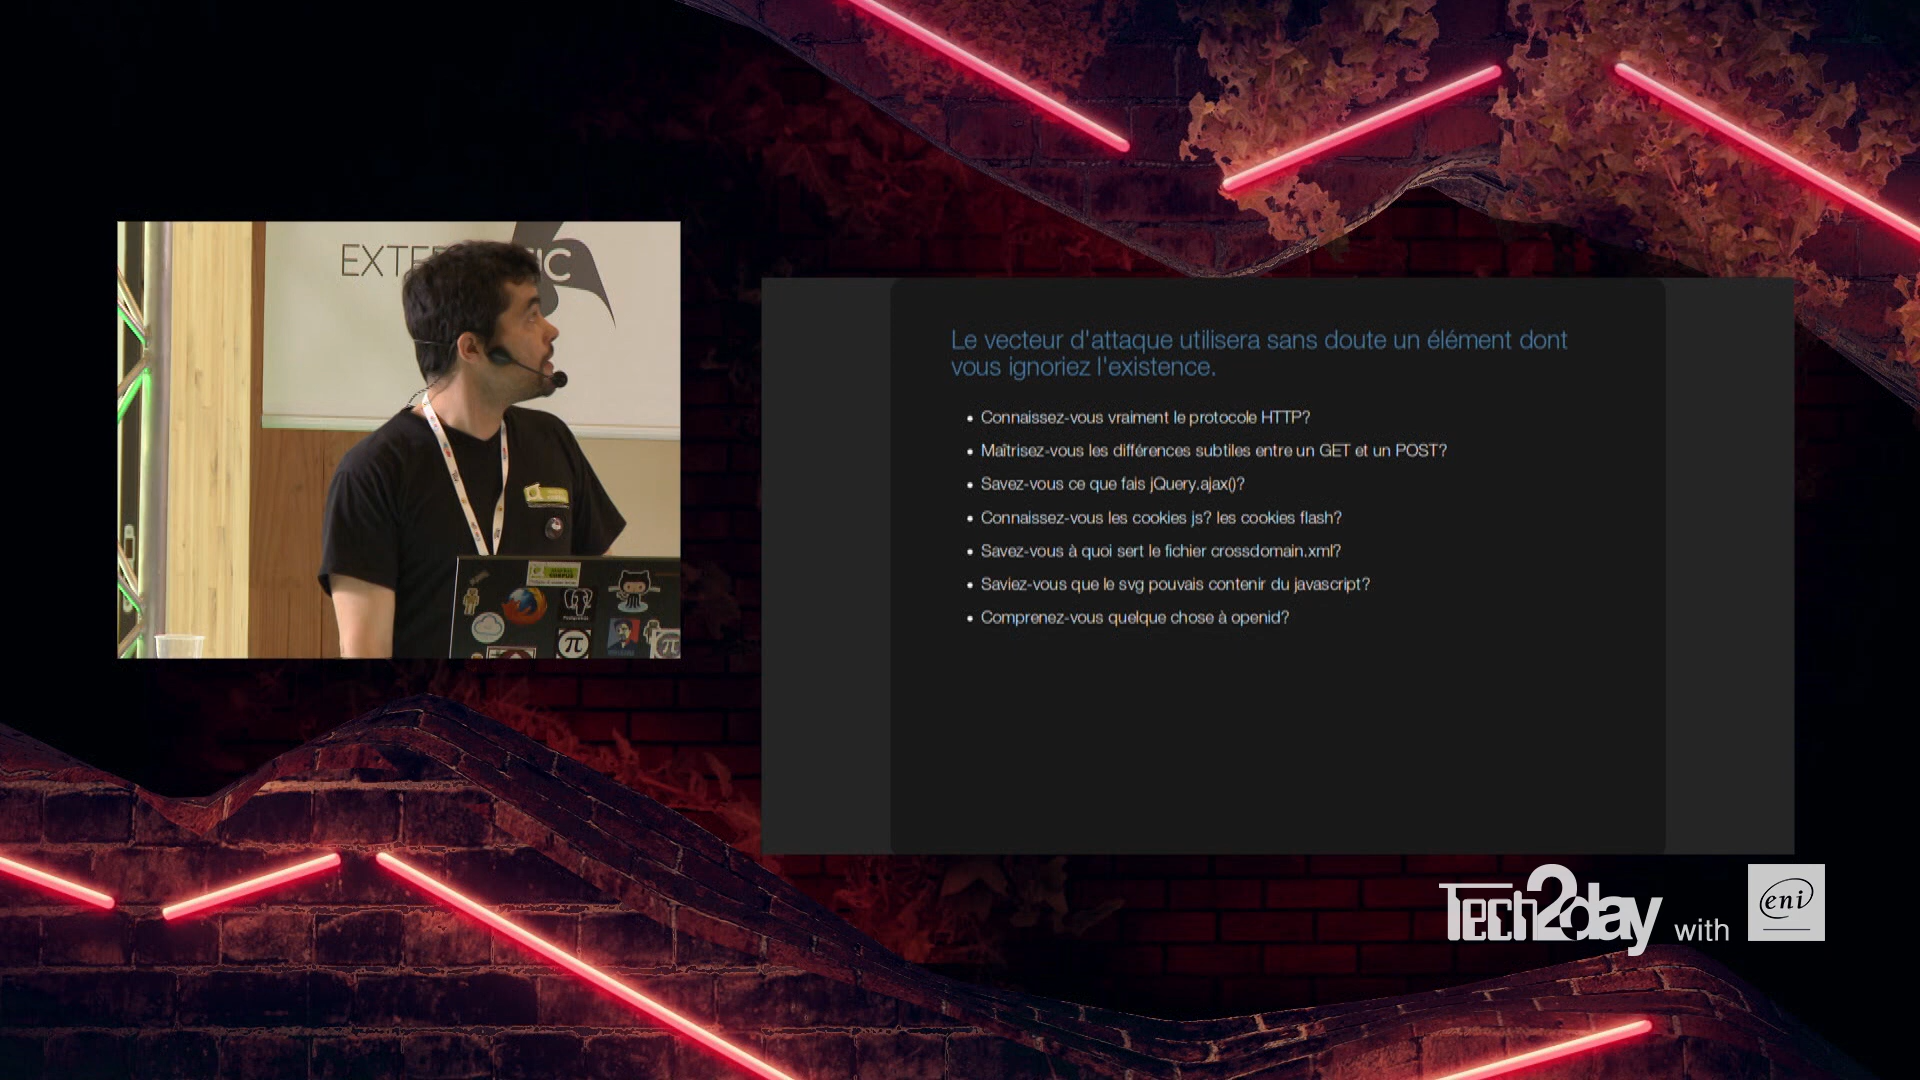 Le vecteur d'attaque utilisera sans doute un élément dont
vous ignoriez l'existence.
Connaissez-vous vraiment le protocole HTTP?
Maîtrisez-vous les différences subtiles entre un GET et un POST?
Savez-vous ce que fais jQuery.ajax()?
Connaissez-vous les cookies js? les cookies flash?
Savez-vous à quoi sert le fichier crossdomain.xml?
Saviez-vous que le svg pouvais contenir du javascript?
Comprenez-vous quelque chose à openid?
Tech2day with eni